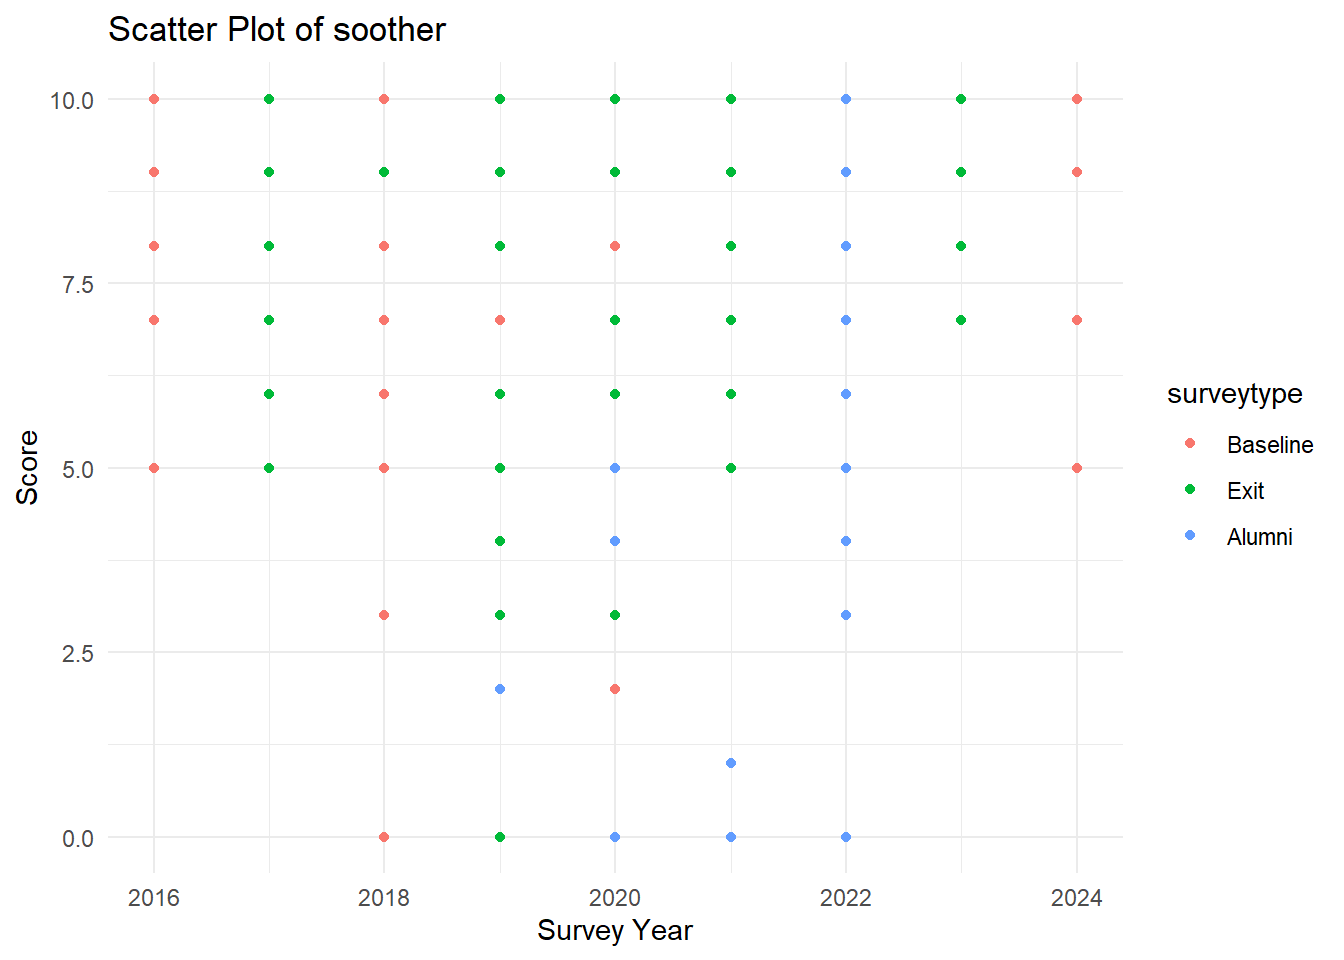 Scatter Plot of soother
10.0
7.5
5.0
2.5
0.0
Score
2016 2018 2020 2022 2024
Survey Year
surveytype
Baseline
Exit
Alumni